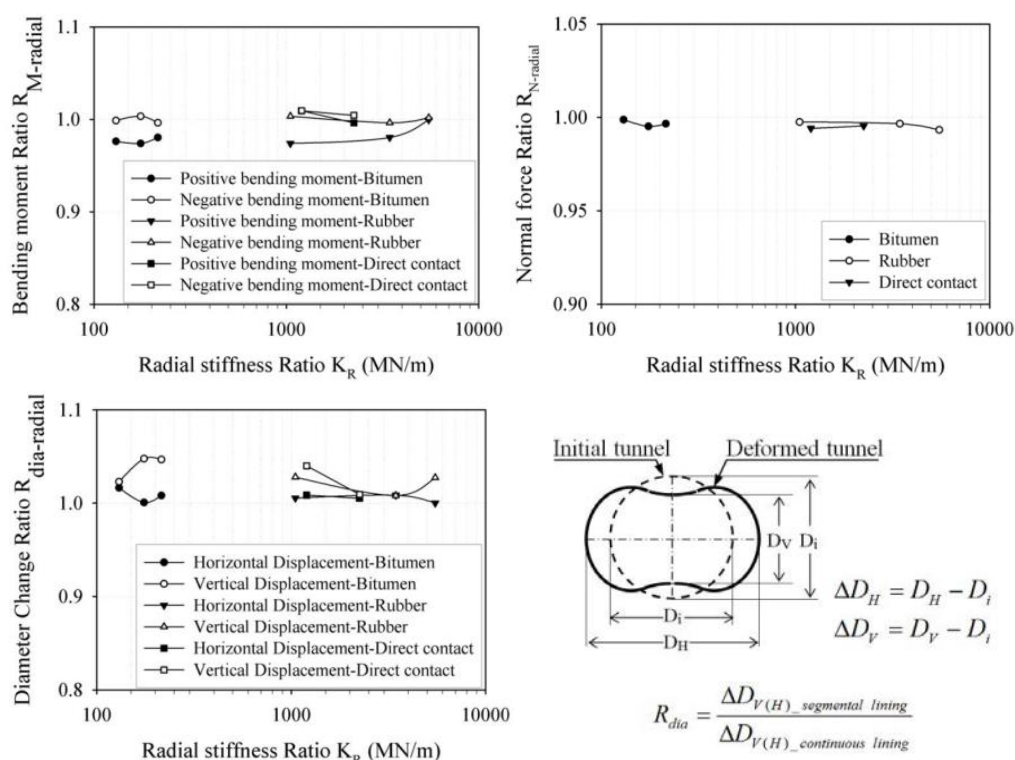 Bending moment Ratio R_M-radial
1.1
1.0
0.9
0.8
Positive bending moment-Bitumen
Negative bending moment-Bitumen
Positive bending moment-Rubber
Negative bending moment-Rubber
Positive bending moment-Direct contact
Negative bending moment-Direct contact
100 1000 10000
Radial stiffness Ratio K_R (MN/m)
Normal force Ratio R_N-radial
1.05
1.00
0.95
0.90
Bitumen
Rubber
Direct contact
100 1000 10000
Radial stiffness Ratio K_R (MN/m)
Diameter Change Ratio R_dia-radial
1.1
1.0
0.9
0.8
Horizontal Displacement-Bitumen
Vertical Displacement-Bitumen
Horizontal Displacement-Rubber
Vertical Displacement-Rubber
Horizontal Displacement-Direct contact
Vertical Displacement-Direct contact
100 1000 10000
Radial stiffness Ratio K_R (MN/m)
Initial tunnel Deformed tunnel
D_V D_i
D_i
D_H
ΔD_H = D_H − D_i
ΔD_V = D_V − D_i
R_dia = ΔD_V(H)_segmental lining
ΔD_V(H)_continuous lining